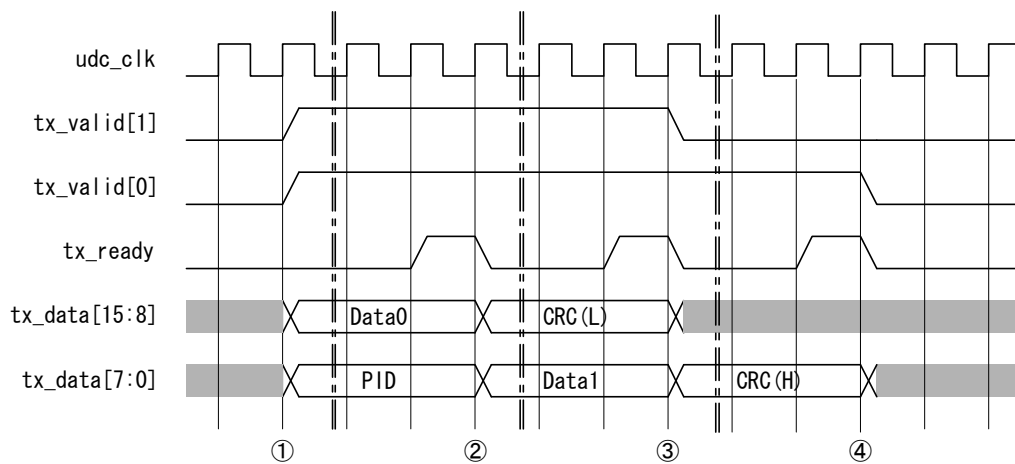 udc_clk
tx_valid[1]
tx_valid[0]
tx_ready
tx_data[15:8] Data0 CRC(L)
tx_data[7:0] PID Data1 CRC(H)
① ② ③ ④